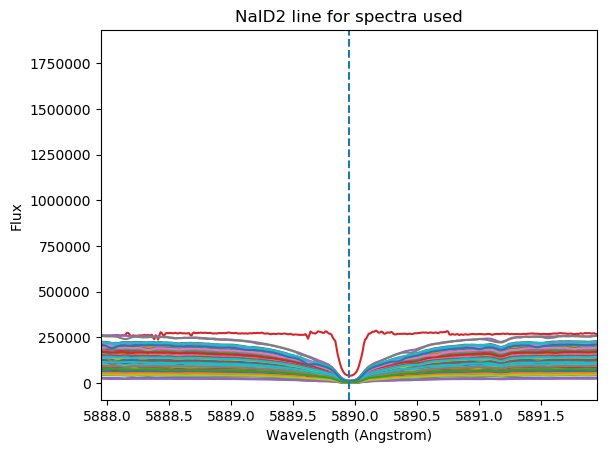 NaID2 line for spectra used
Flux
1750000
1500000
1250000
1000000
750000
500000
250000
0
5888.0 5888.5 5889.0 5889.5 5890.0 5890.5 5891.0 5891.5
Wavelength (Angstrom)